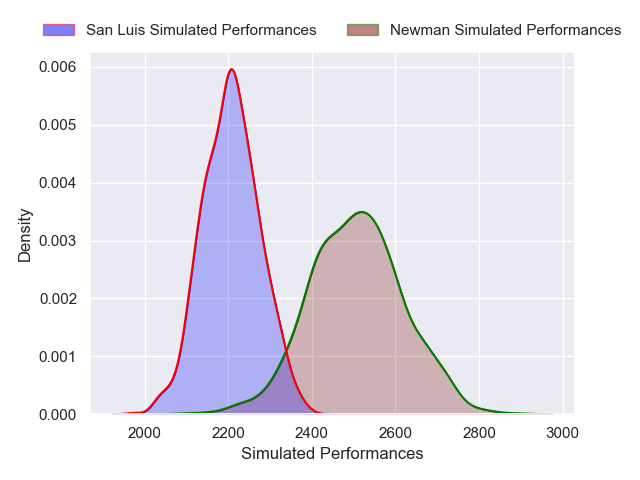 San Luis Simulated Performances Newman Simulated Performances
0.006
0.005
0.004
0.003
0.002
0.001
0.000
Density
2000 2200 2400 2600 2800 3000
Simulated Performances